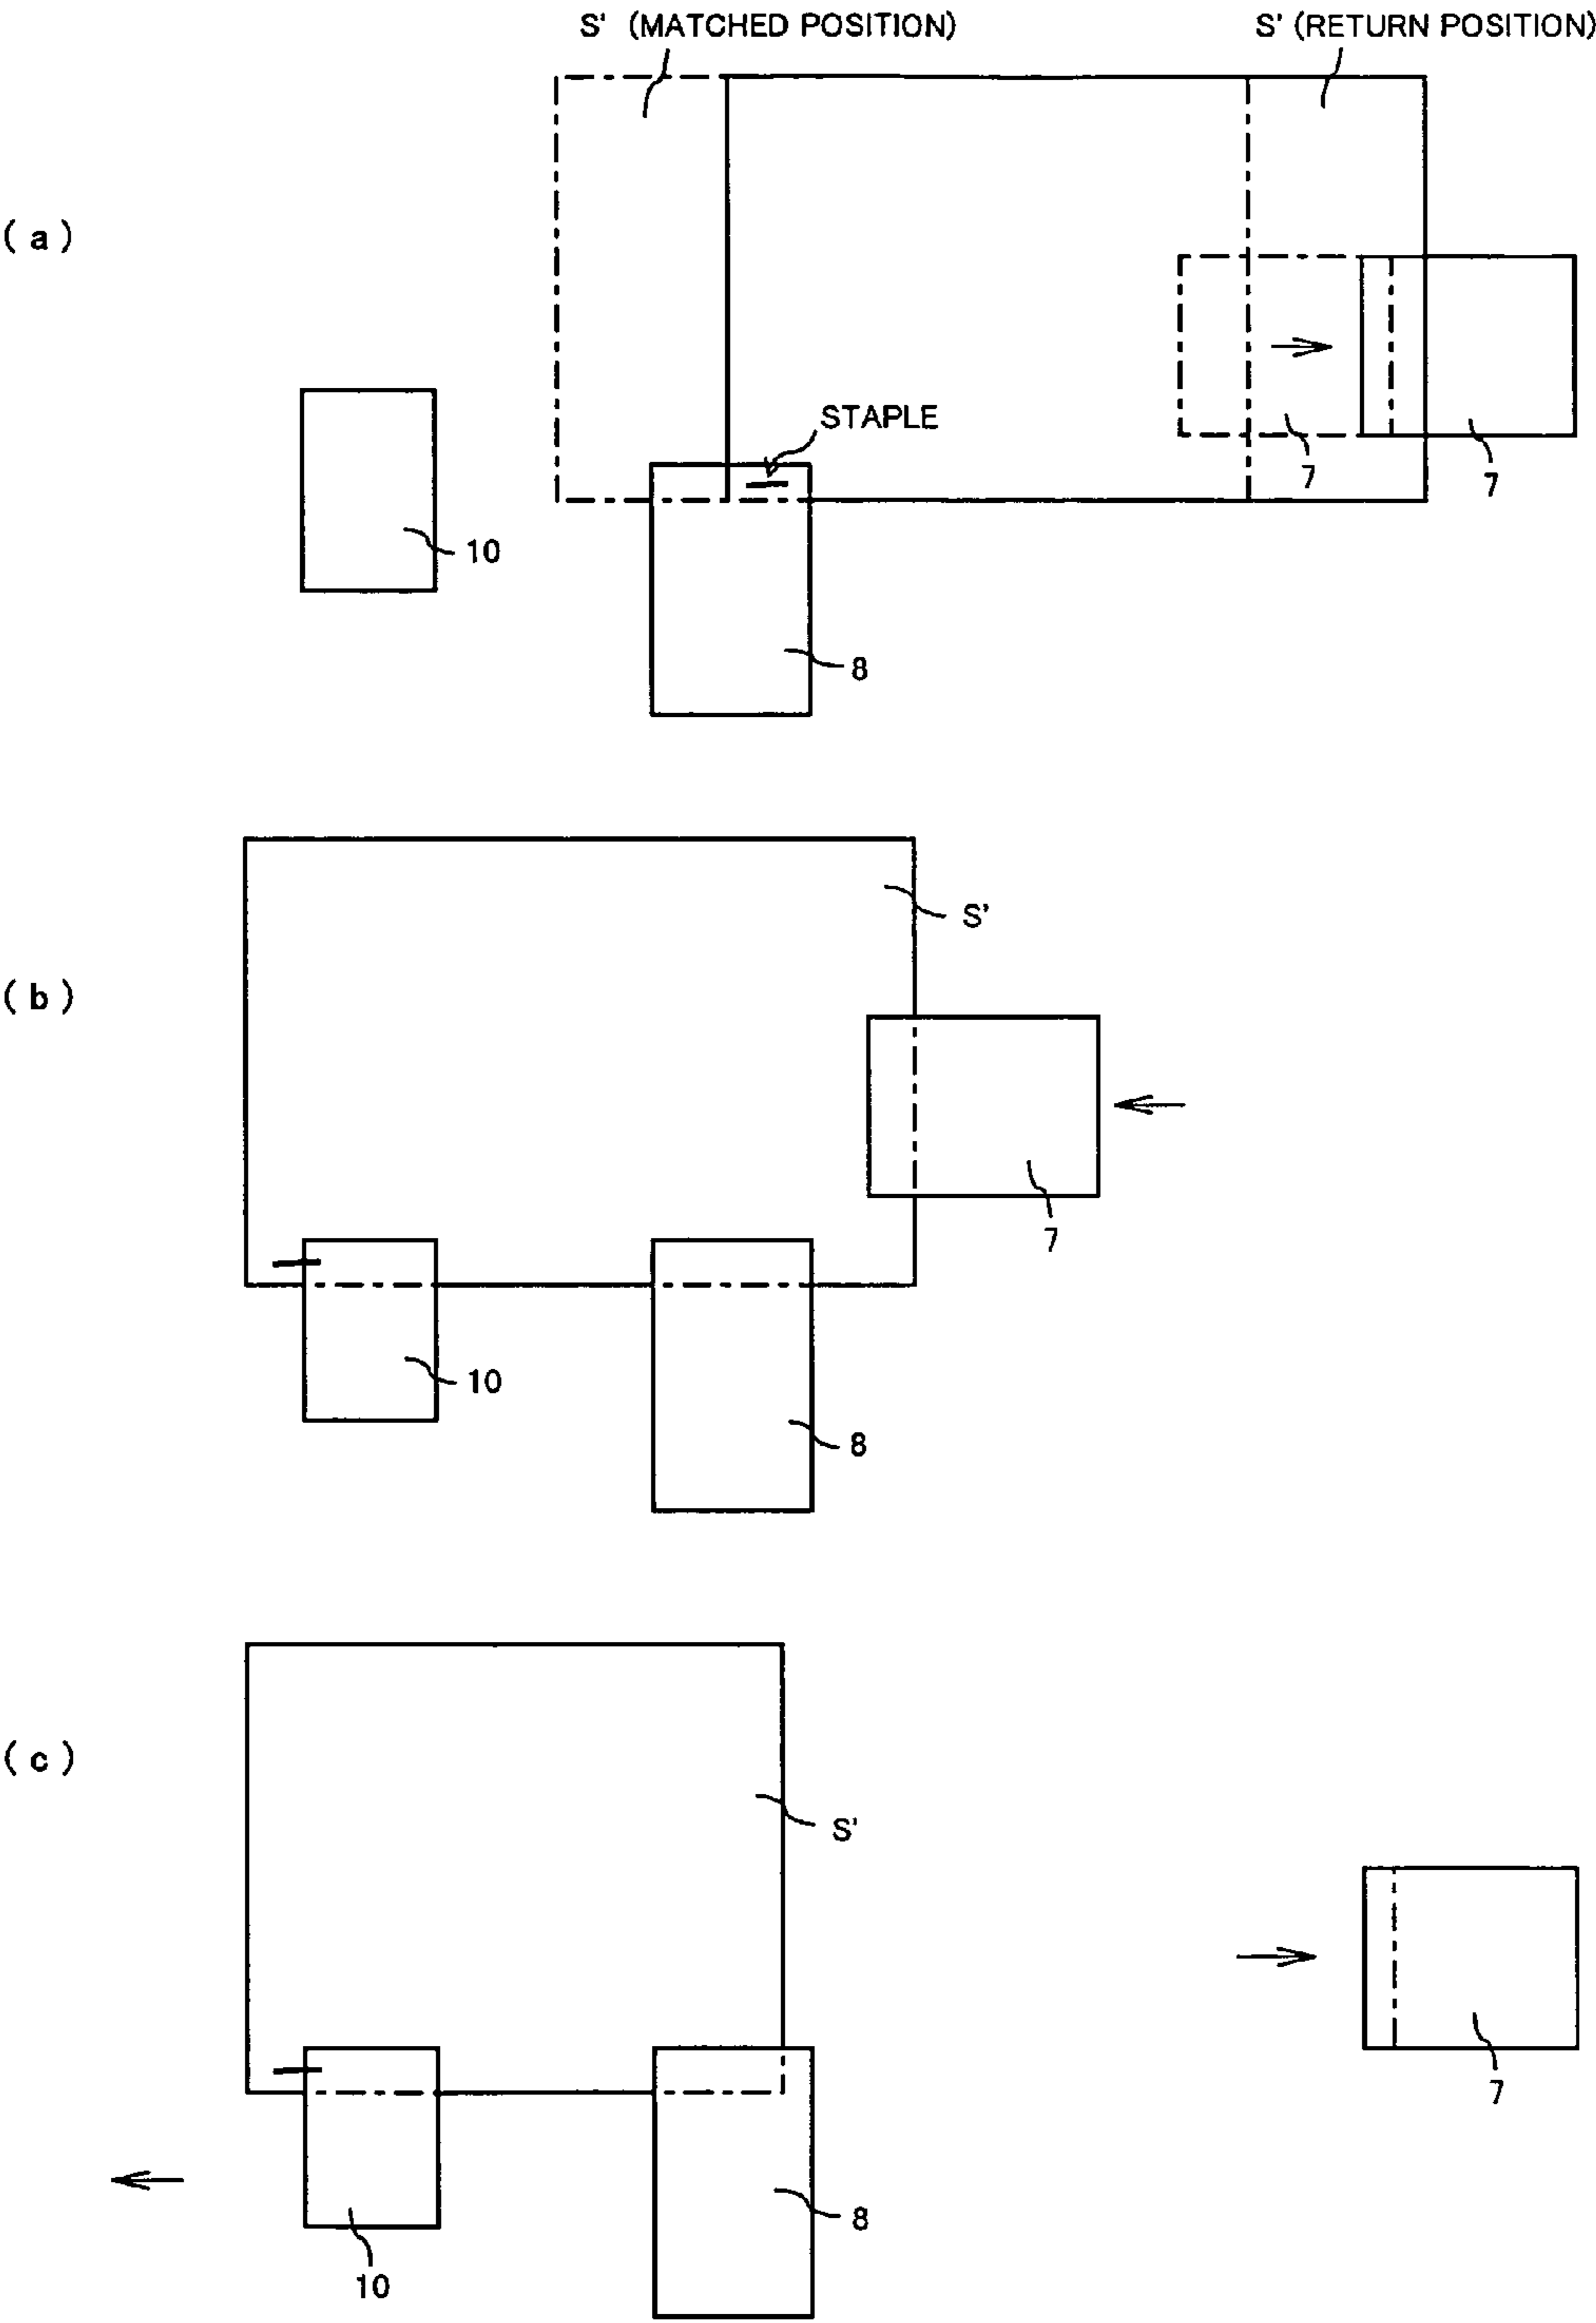 S' (MATCHED POSITION)
S' (RETURN POSITION)
(a)
STAPLE
7
7
10
8
(b)
S'
7
10
8
(c)
S'
7
8
10